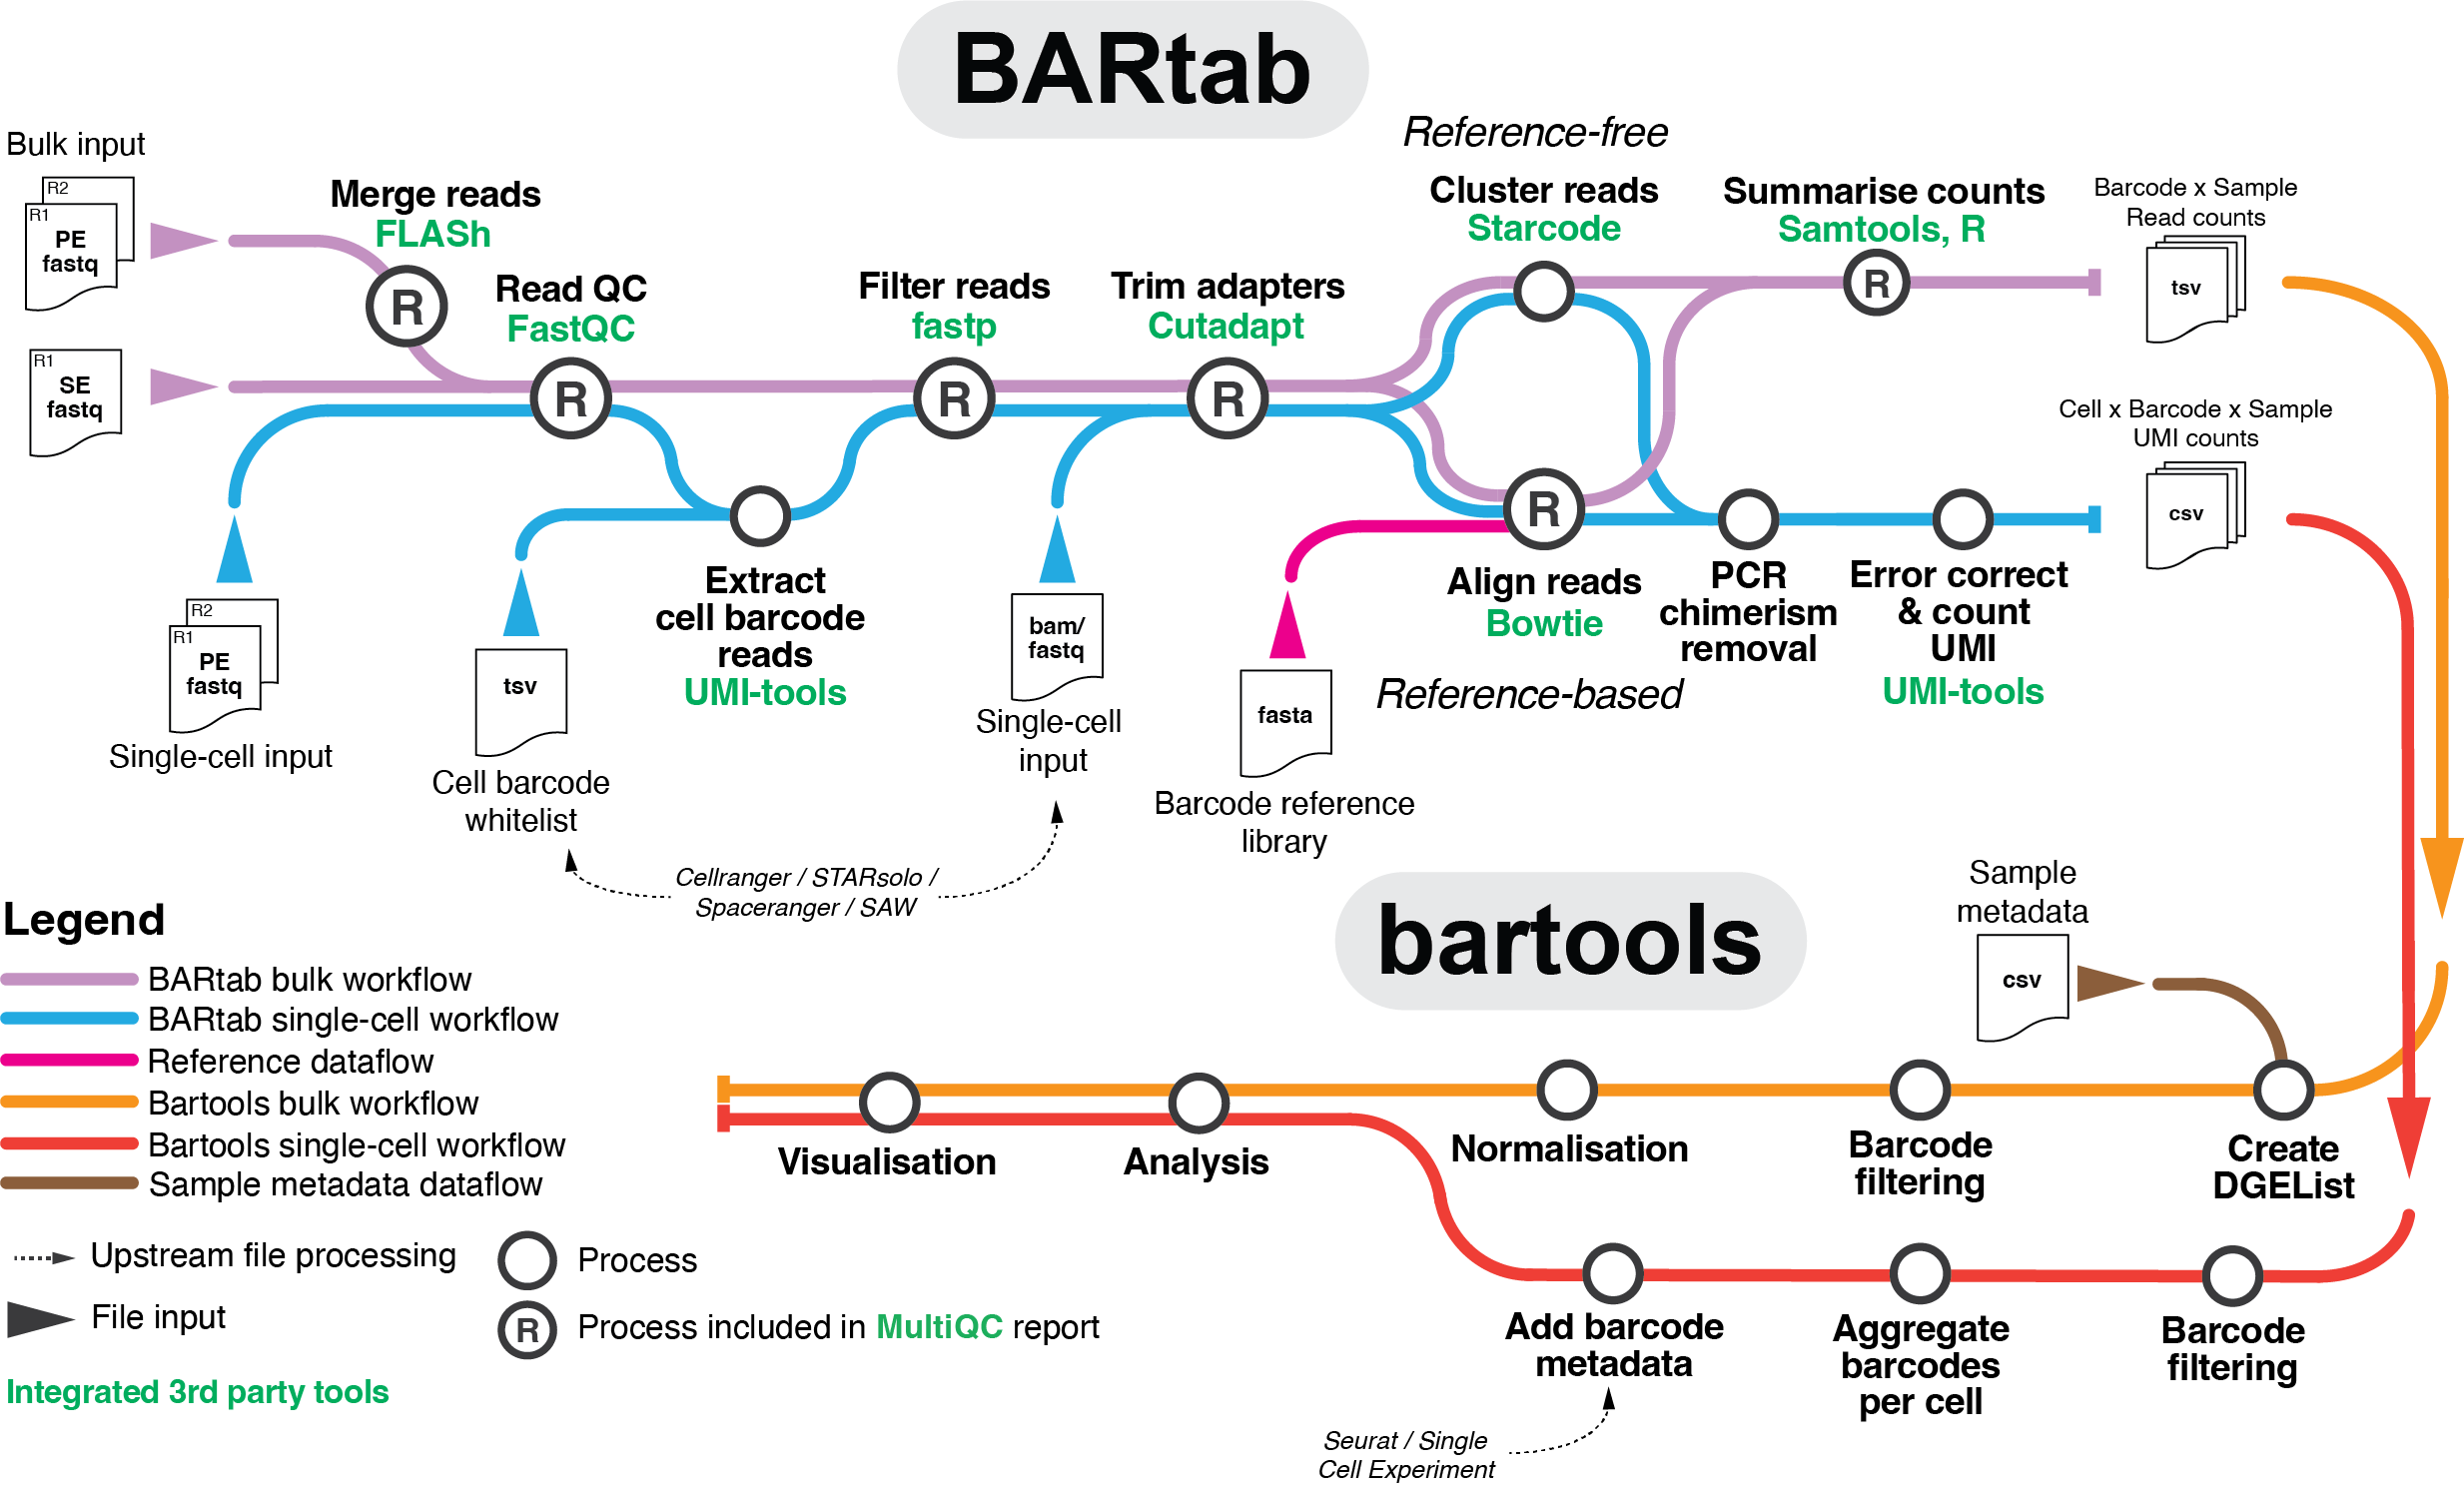 BARtab
Bulk input
R2
R1
PE
fastq
R1
SE
fastq
Merge reads
FLASh
Read QC
FastQC
Filter reads
fastp
Trim adapters
Cutadapt
Reference-free
Cluster reads
Starcode
Summarise counts
Samtools, R
Barcode x Sample
Read counts
tsv
R
R
R
R
R
R
Cell x Barcode x Sample
UMI counts
csv
R2
R1
PE
fastq
Single-cell input
tsv
Cell barcode
whitelist
Extract
cell barcode
reads
UMI-tools
bam/
fastq
Single-cell
input
fasta
Barcode reference
library
Align reads
Bowtie
Reference-based
PCR
chimerism
removal
Error correct
& count
UMI
UMI-tools
Cellranger / STARsolo /
Spaceranger / SAW
bartools
Sample
metadata
csv
Visualisation
Analysis
Normalisation
Barcode
filtering
Create
DGEList
Add barcode
metadata
Aggregate
barcodes
per cell
Barcode
filtering
Seurat / Single
Cell Experiment
Legend
BARtab bulk workflow
BARtab single-cell workflow
Reference dataflow
Bartools bulk workflow
Bartools single-cell workflow
Sample metadata dataflow
Upstream file processing
File input
Integrated 3rd party tools
Process
R
Process included in MultiQC report